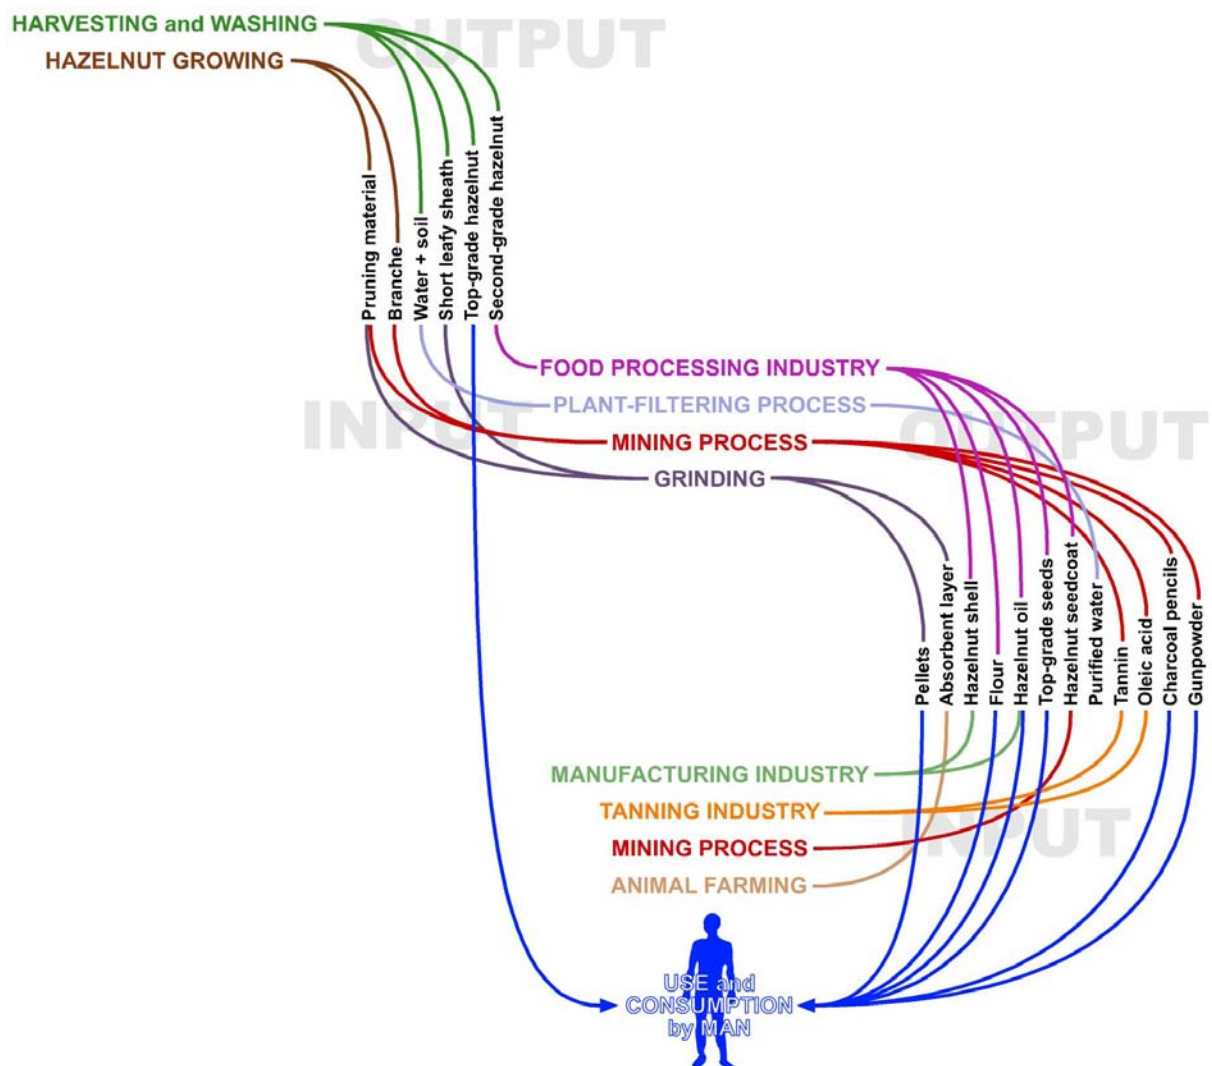 HARVESTING and WASHING
OUTPUT
HAZELNUT GROWING
Pruning material
Branche
Water + soil
Short leafy sheath
Top-grade hazelnut
Second-grade hazelnut
FOOD PROCESSING INDUSTRY
INPUT
PLANT-FILTERING PROCESS
OUTPUT
MINING PROCESS
GRINDING
Pellets
Absorbent layer
Hazelnut shell
Flour
Hazelnut oil
Top-grade seeds
Hazelnut seedcoat
Purified water
Tannin
Oleic acid
Charcoal pencils
Gunpowder
MANUFACTURING INDUSTRY
TANNING INDUSTRY
INPUT
MINING PROCESS
ANIMAL FARMING
USE and
CONSUMPTION
by MAN